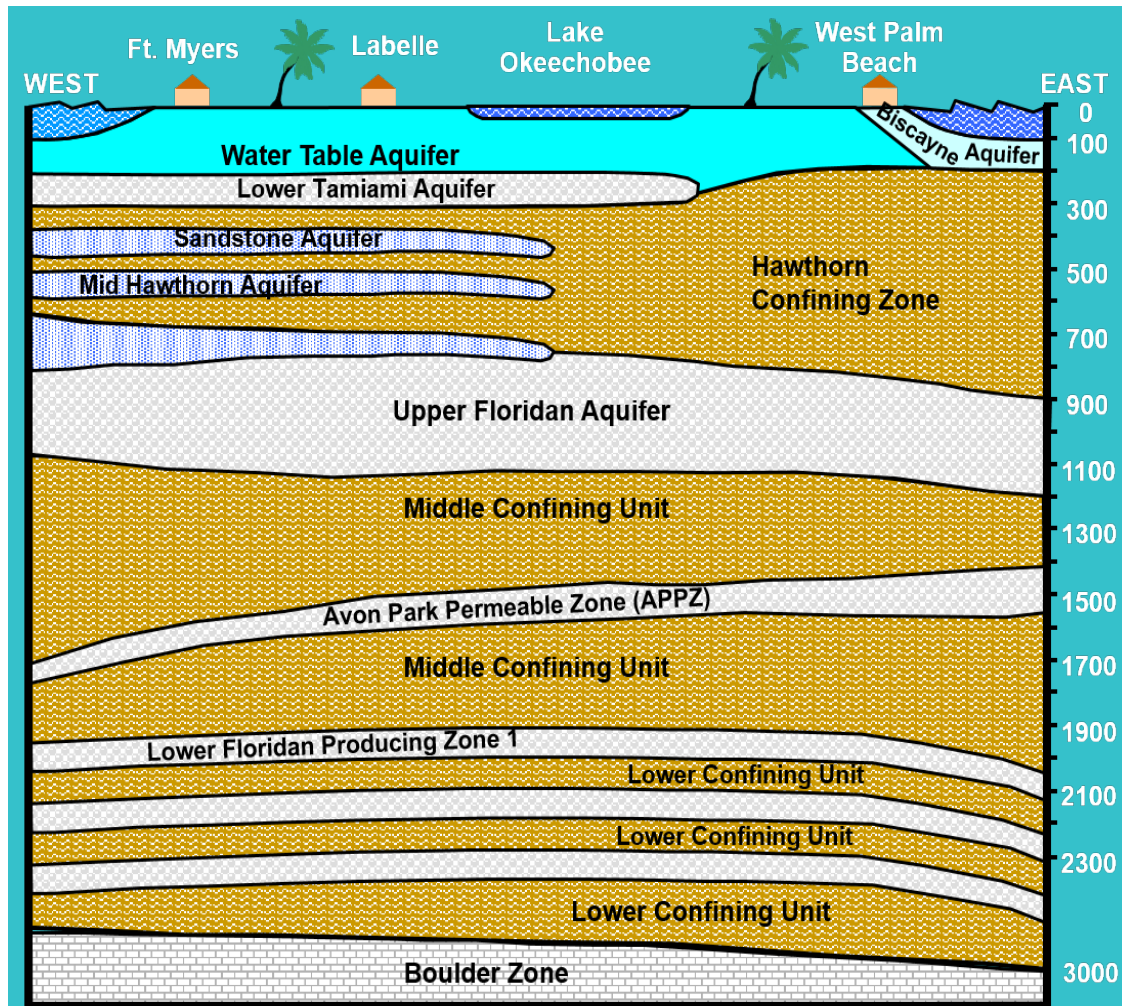 Ft. Myers
Labelle
Lake
Okeechobee
West Palm
Beach
WEST
EAST
0
Biscayne Aquifer
100
Water Table Aquifer
Lower Tamiami Aquifer
300
Sandstone Aquifer
Mid Hawthorn Aquifer
Hawthorn
Confining Zone
500
700
Upper Floridan Aquifer
900
1100
Middle Confining Unit
1300
Avon Park Permeable Zone (APPZ)
1500
Middle Confining Unit
1700
Lower Floridan Producing Zone 1
1900
Lower Confining Unit
2100
Lower Confining Unit
2300
Lower Confining Unit
Boulder Zone
3000